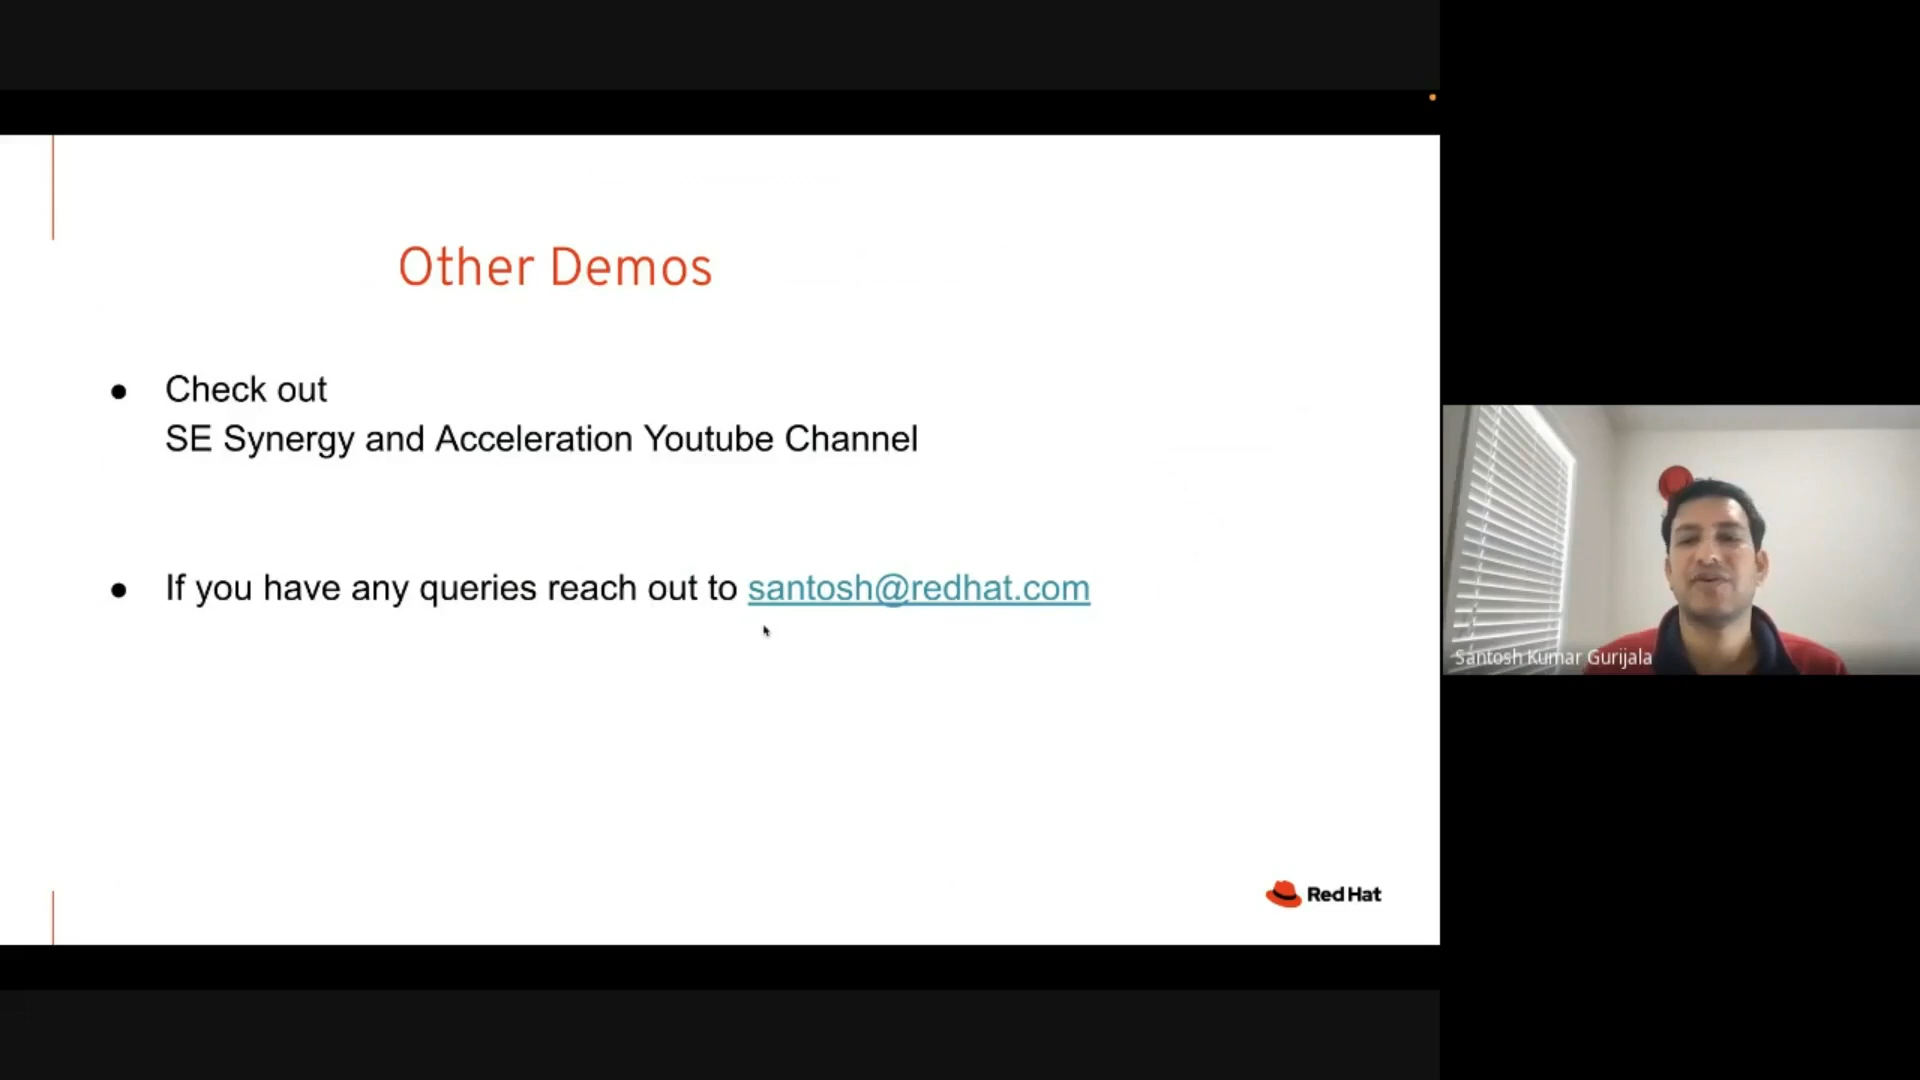 Other Demos
● Check out
SE Synergy and Acceleration Youtube Channel
● If you have any queries reach out to santosh@redhat.com
Santosh Kumar Gurijala
Red Hat